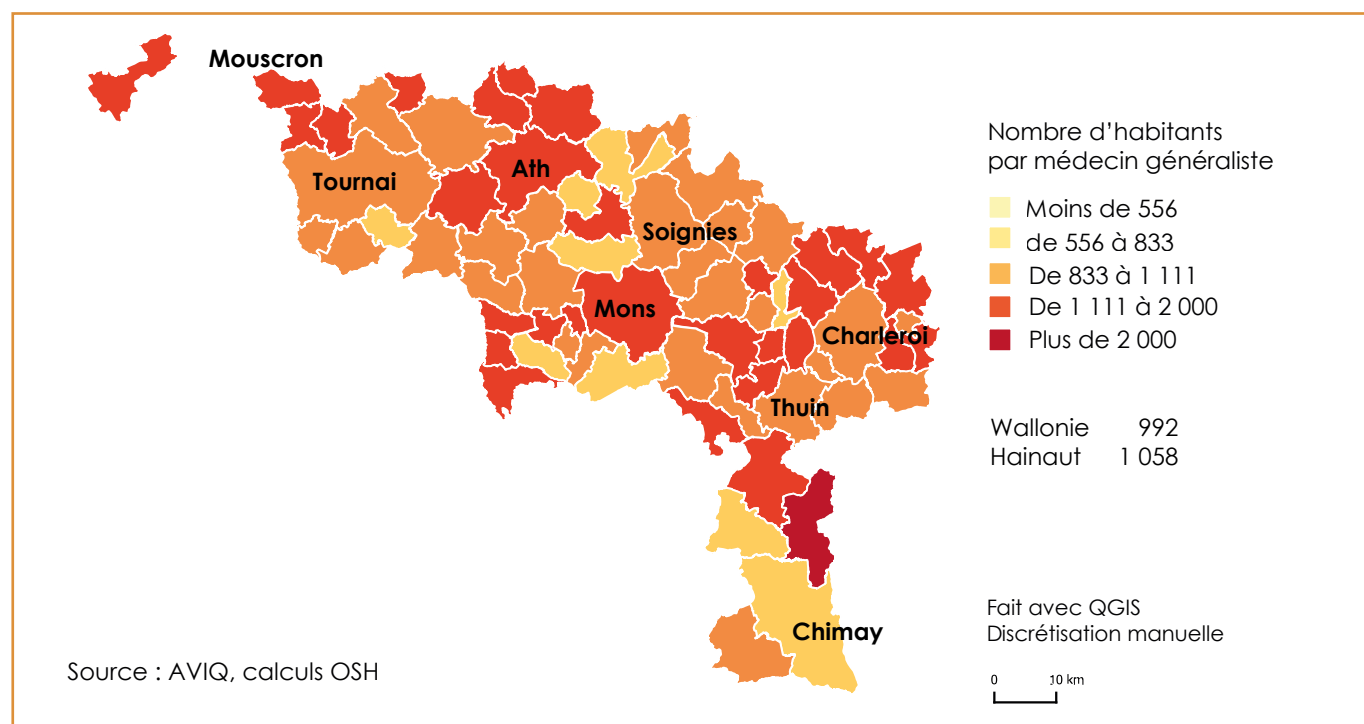 Mouscron
Ath
Tournai
Soignies
Mons
Charleroi
Thuin
Chimay
Nombre d’habitants
par médecin généraliste
Moins de 556
de 556 à 833
De 833 à 1 111
De 1 111 à 2 000
Plus de 2 000
Wallonie 992
Hainaut 1 058
Fait avec QGIS
Discrétisation manuelle
0 10 km
Source : AVIQ, calculs OSH